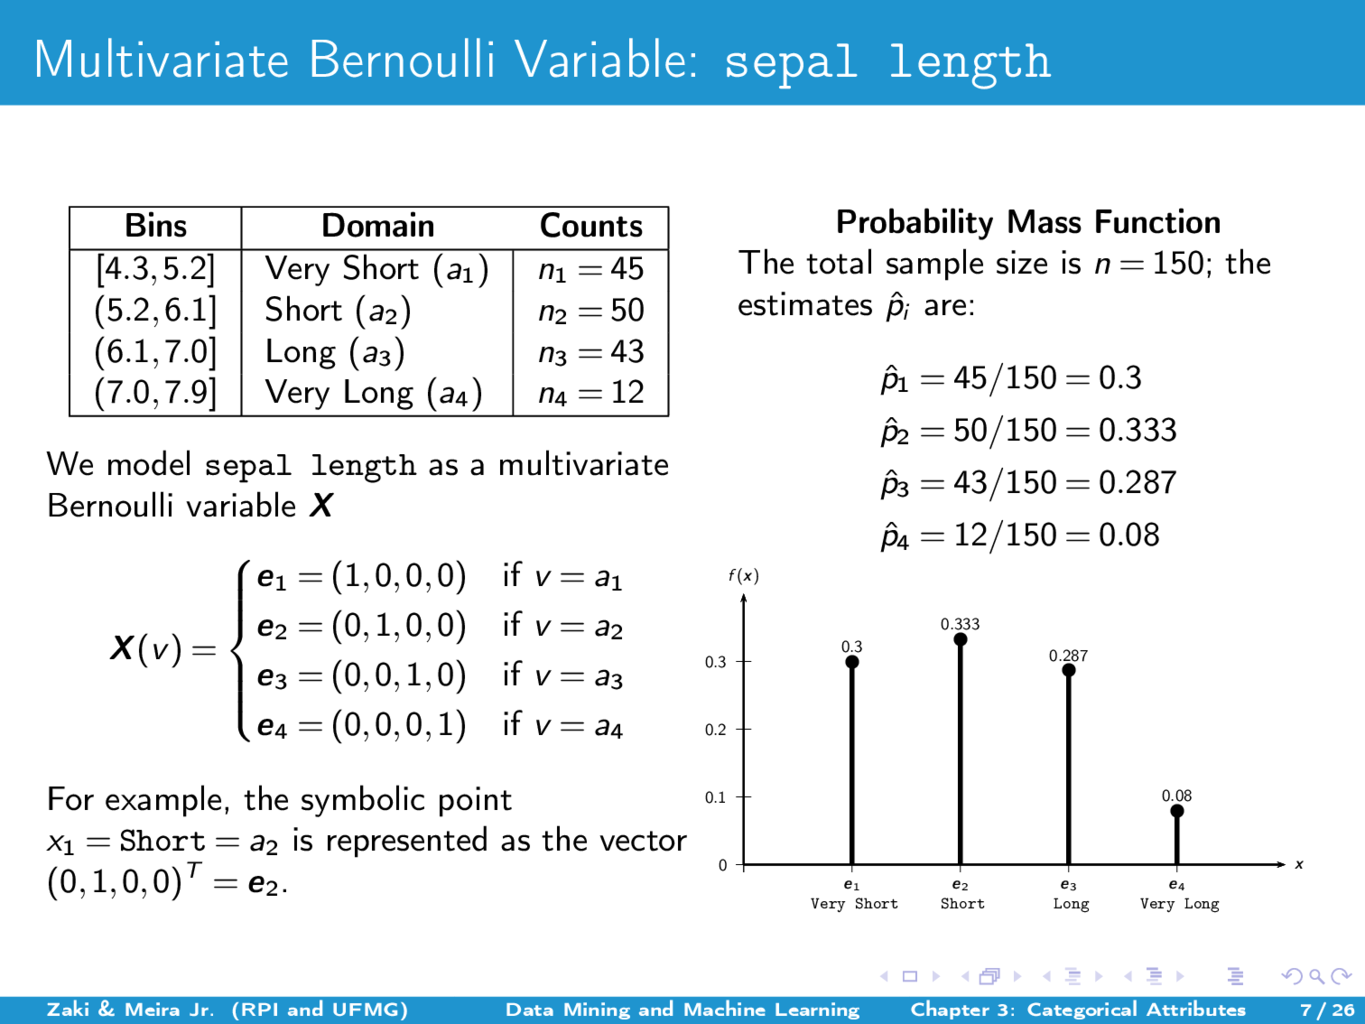 Multivariate Bernoulli Variable: sepal length
Bins Domain Counts
[4.3, 5.2] Very Short (a₁) n₁ = 45
(5.2, 6.1] Short (a₂) n₂ = 50
(6.1, 7.0] Long (a₃) n₃ = 43
(7.0, 7.9] Very Long (a₄) n₄ = 12
We model sepal length as a multivariate
Bernoulli variable X
X(v) =
e₁ = (1, 0, 0, 0) if v = a₁
e₂ = (0, 1, 0, 0) if v = a₂
e₃ = (0, 0, 1, 0) if v = a₃
e₄ = (0, 0, 0, 1) if v = a₄
For example, the symbolic point
x₁ = Short = a₂ is represented as the vector
(0, 1, 0, 0)ᵀ = e₂.
Probability Mass Function
The total sample size is n = 150; the
estimates p̂ᵢ are:
p̂₁ = 45/150 = 0.3
p̂₂ = 50/150 = 0.333
p̂₃ = 43/150 = 0.287
p̂₄ = 12/150 = 0.08
f(x)
0.333
0.3
0.287
0.3
0.2
0.1
0.08
0
x
e₁ e₂ e₃ e₄
Very Short Short Long Very Long
Zaki & Meira Jr. (RPI and UFMG) Data Mining and Machine Learning Chapter 3: Categorical Attributes 7 / 26